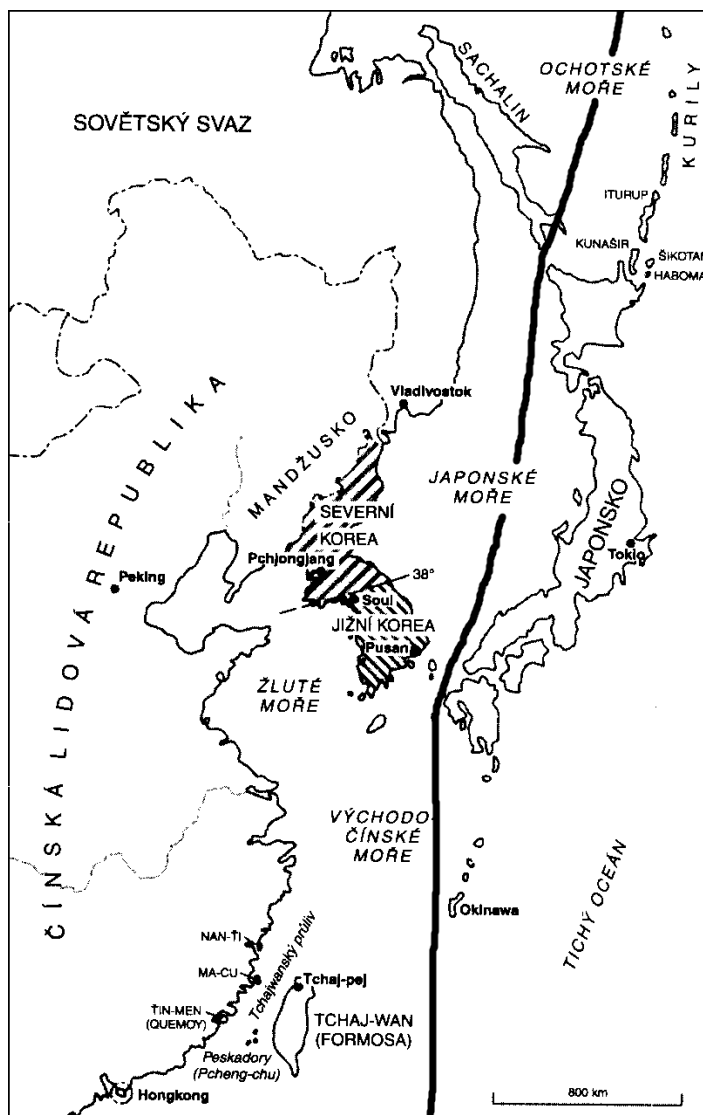 SACHALIN
OCHOTSKÉ
MOŘE
KURILY
SOVĚTSKÝ SVAZ
ITURUP
KUNAŠIR
ŠIKOTAN
HABOMA
Vladivostok
MANDŽUSKO
JAPONSKÉ
MOŘE
SEVERNÍ
KOREA
JAPONSKO
Tokio
Pchjongjang
38°
Peking
Soul
JIŽNÍ KOREA
Pusan
ŽLUTÉ
MOŘE
ČÍNSKÁ LIDOVÁ REPUBLIKA
VÝCHODO-
ČÍNSKÉ
MOŘE
Okinawa
TICHÝ OCEÁN
NAN-ŤI
MA-CU
Tchajwanský průliv
Tchaj-pej
ŤIN-MEN
(QUEMOY)
TCHAJ-WAN
(FORMOSA)
Peskadory
(Pcheng-chu)
Hongkong
800 km